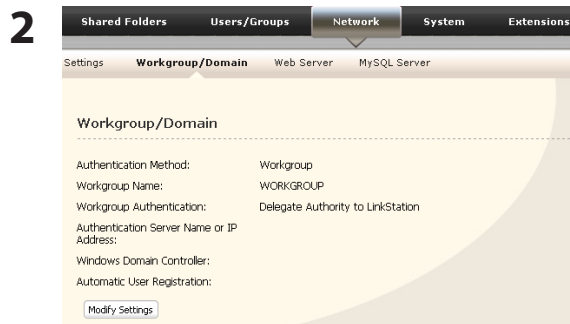 2
Shared Folders Users/Groups Network System Extensions
Settings Workgroup/Domain Web Server MySQL Server
Workgroup/Domain
Authentication Method: Workgroup
Workgroup Name: WORKGROUP
Workgroup Authentication: Delegate Authority to LinkStation
Authentication Server Name or IP
Address:
Windows Domain Controller:
Automatic User Registration:
Modify Settings